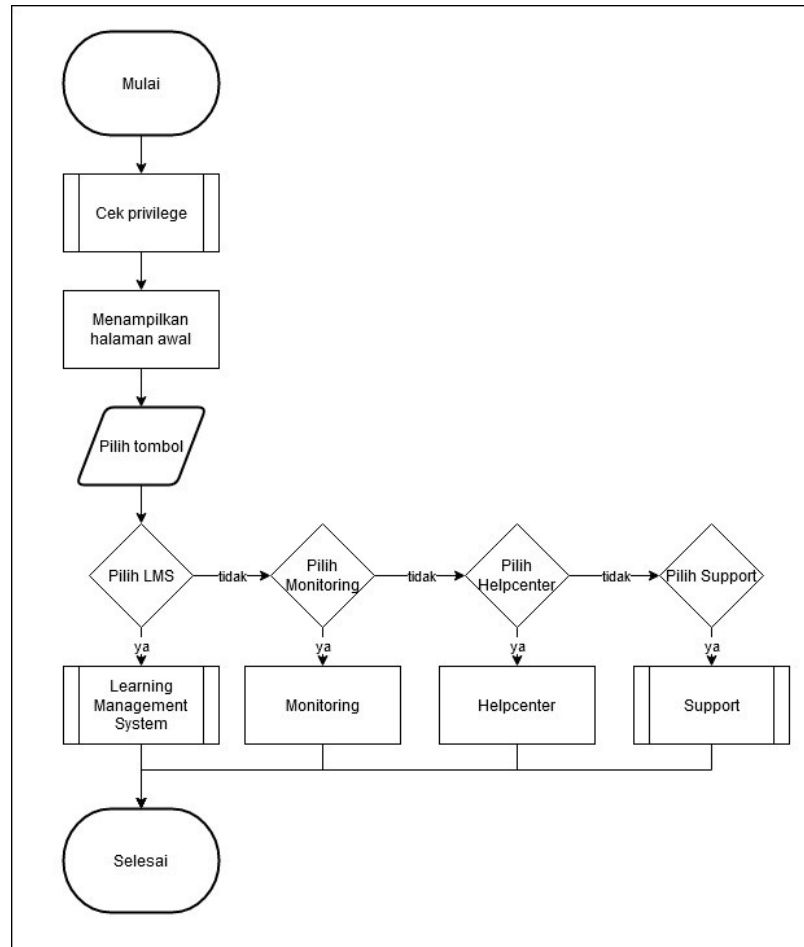 Mulai
Cek privilege
Menampilkan
halaman awal
Pilih tombol
Pilih LMS
tidak
Pilih
Monitoring
tidak
Pilih
Helpcenter
tidak
Pilih Support
ya
ya
ya
ya
Learning
Management
System
Monitoring
Helpcenter
Support
Selesai